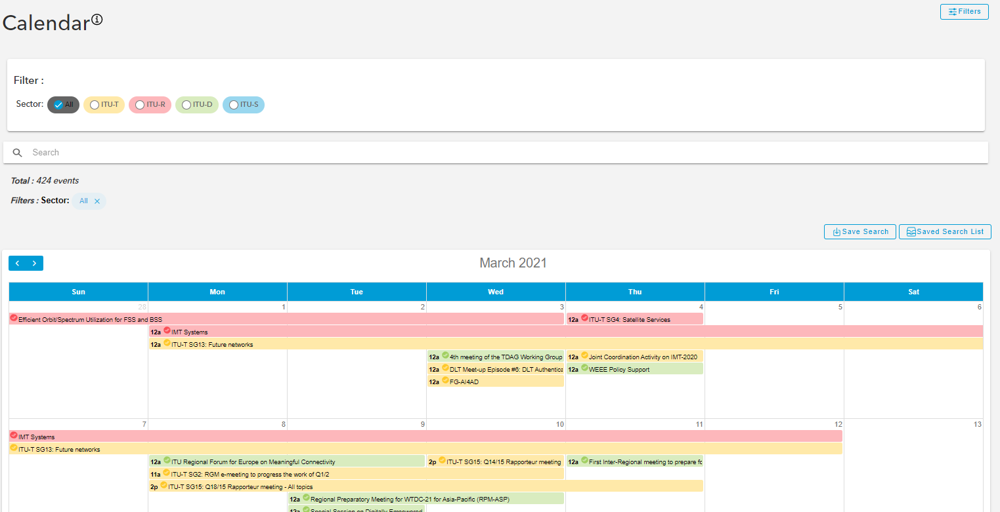 Calendar
Filters
Filter :
Sector: All ITU-T ITU-R ITU-D ITU-S
Search
Total : 424 events
Filters : Sector: All
Save Search Saved Search List
March 2021
Sun Mon Tue Wed Thu Fri Sat
28 1 2 3 4 5 6
Efficient Orbit/Spectrum Utilization for FSS and BSS
12a ITU-T SG4: Satellite Services
12a IMT Systems
12a ITU-T SG13: Future networks
12a 4th meeting of the TDAG Working Group
12a Joint Coordination Activity on IMT-2020
12a DLT Meet-up Episode #6: DLT Authentica
12a WEEE Policy Support
12a FG-AI4AD
7 8 9 10 11 12 13
IMT Systems
ITU-T SG13: Future networks
12a ITU Regional Forum for Europe on Meaningful Connectivity
2p ITU-T SG15: Q14/15 Rapporteur meeting
12a First Inter-Regional meeting to prepare fo
11a ITU-T SG2: RGM e-meeting to progress the work of Q1/2
2p ITU-T SG15: Q18/15 Rapporteur meeting - All topics
12a Regional Preparatory Meeting for WTDC-21 for Asia-Pacific (RPM-ASP)
12a Special Session on Digitally Empowered